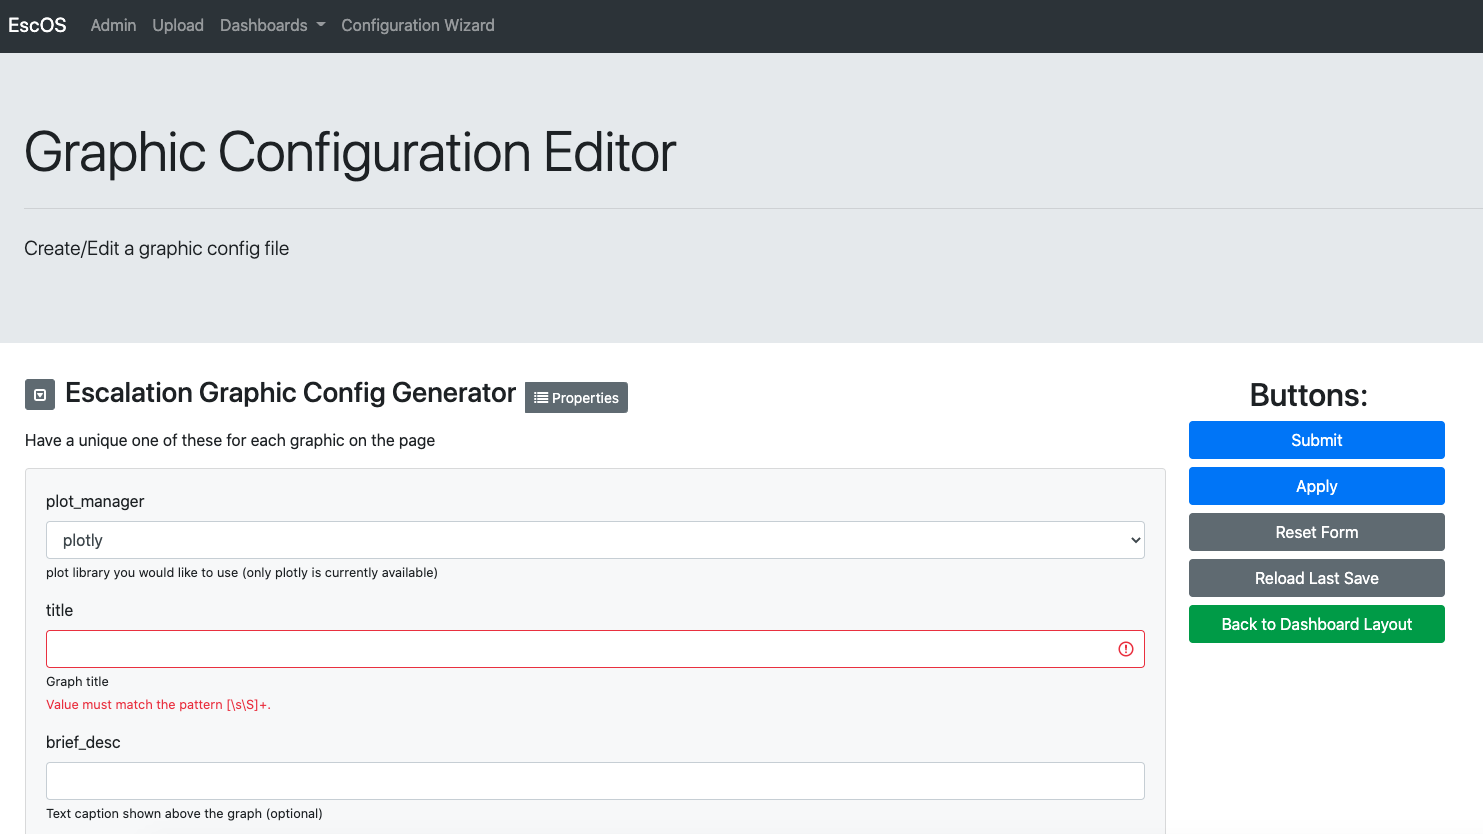 EscOS Admin Upload Dashboards Configuration Wizard
Graphic Configuration Editor
Create/Edit a graphic config file
Escalation Graphic Config Generator Properties
Have a unique one of these for each graphic on the page
plot_manager
plotly
plot library you would like to use (only plotly is currently available)
title
Graph title
Value must match the pattern [\s\S]+.
brief_desc
Text caption shown above the graph (optional)
Buttons:
Submit
Apply
Reset Form
Reload Last Save
Back to Dashboard Layout